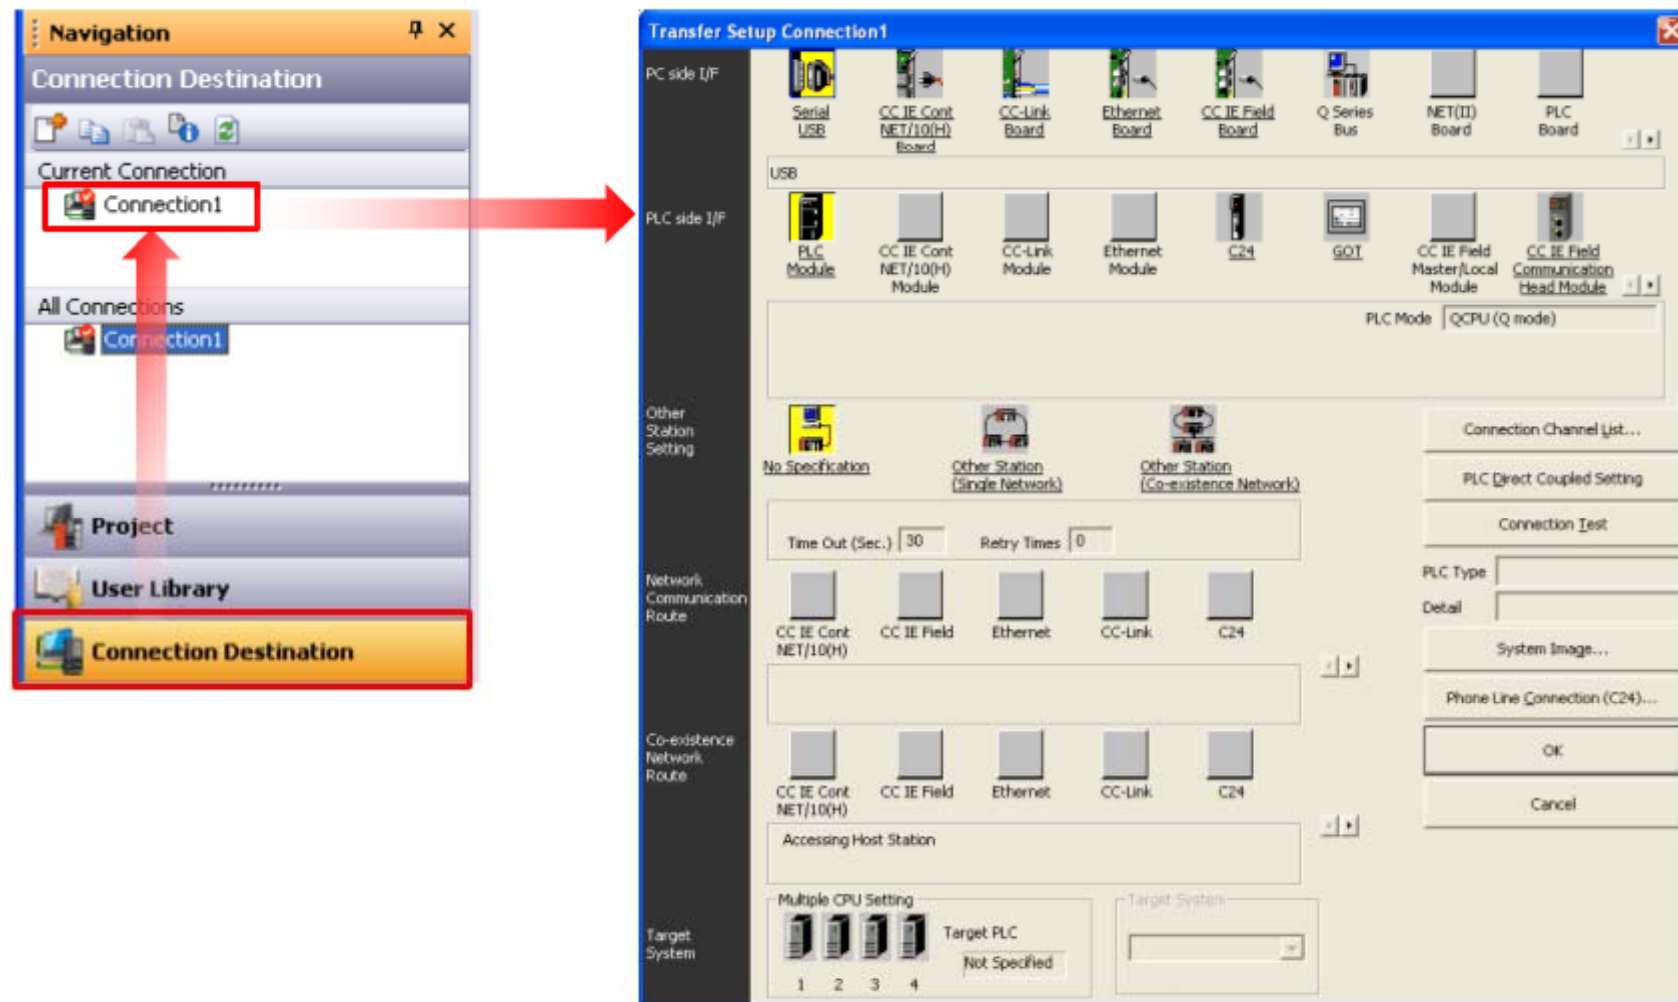 Navigation
Connection Destination
Current Connection
Connection1
All Connections
Connection1
Project
User Library
Connection Destination
Transfer Setup Connection1
PC side I/F
Serial
USB
CC IE Cont
NET/10(H)
Board
CC-Link
Board
Ethernet
Board
CC IE Field
Board
Q Series
Bus
NET(II)
Board
PLC
Board
USB
PLC side I/F
PLC
Module
CC IE Cont
NET/10(H)
Module
CC-Link
Module
Ethernet
Module
C24
GOT
CC IE Field
Master/Local
Module
CC IE Field
Communication
Head Module
PLC Mode QCPU (Q mode)
Other
Station
Setting
No Specification
Other Station
(Single Network)
Other Station
(Co-existence Network)
Time Out (Sec.) 30 Retry Times 0
Connection Channel List...
PLC Direct Coupled Setting
Connection Test
PLC Type
Detail
System Image...
Phone Line Connection (C24)...
OK
Cancel
Network
Communication
Route
CC IE Cont
NET/10(H)
CC IE Field
Ethernet
CC-Link
C24
Co-existence
Network
Route
CC IE Cont
NET/10(H)
CC IE Field
Ethernet
CC-Link
C24
Accessing Host Station
Target
System
Multiple CPU Setting
1 2 3 4
Target PLC
Not Specified
Target System